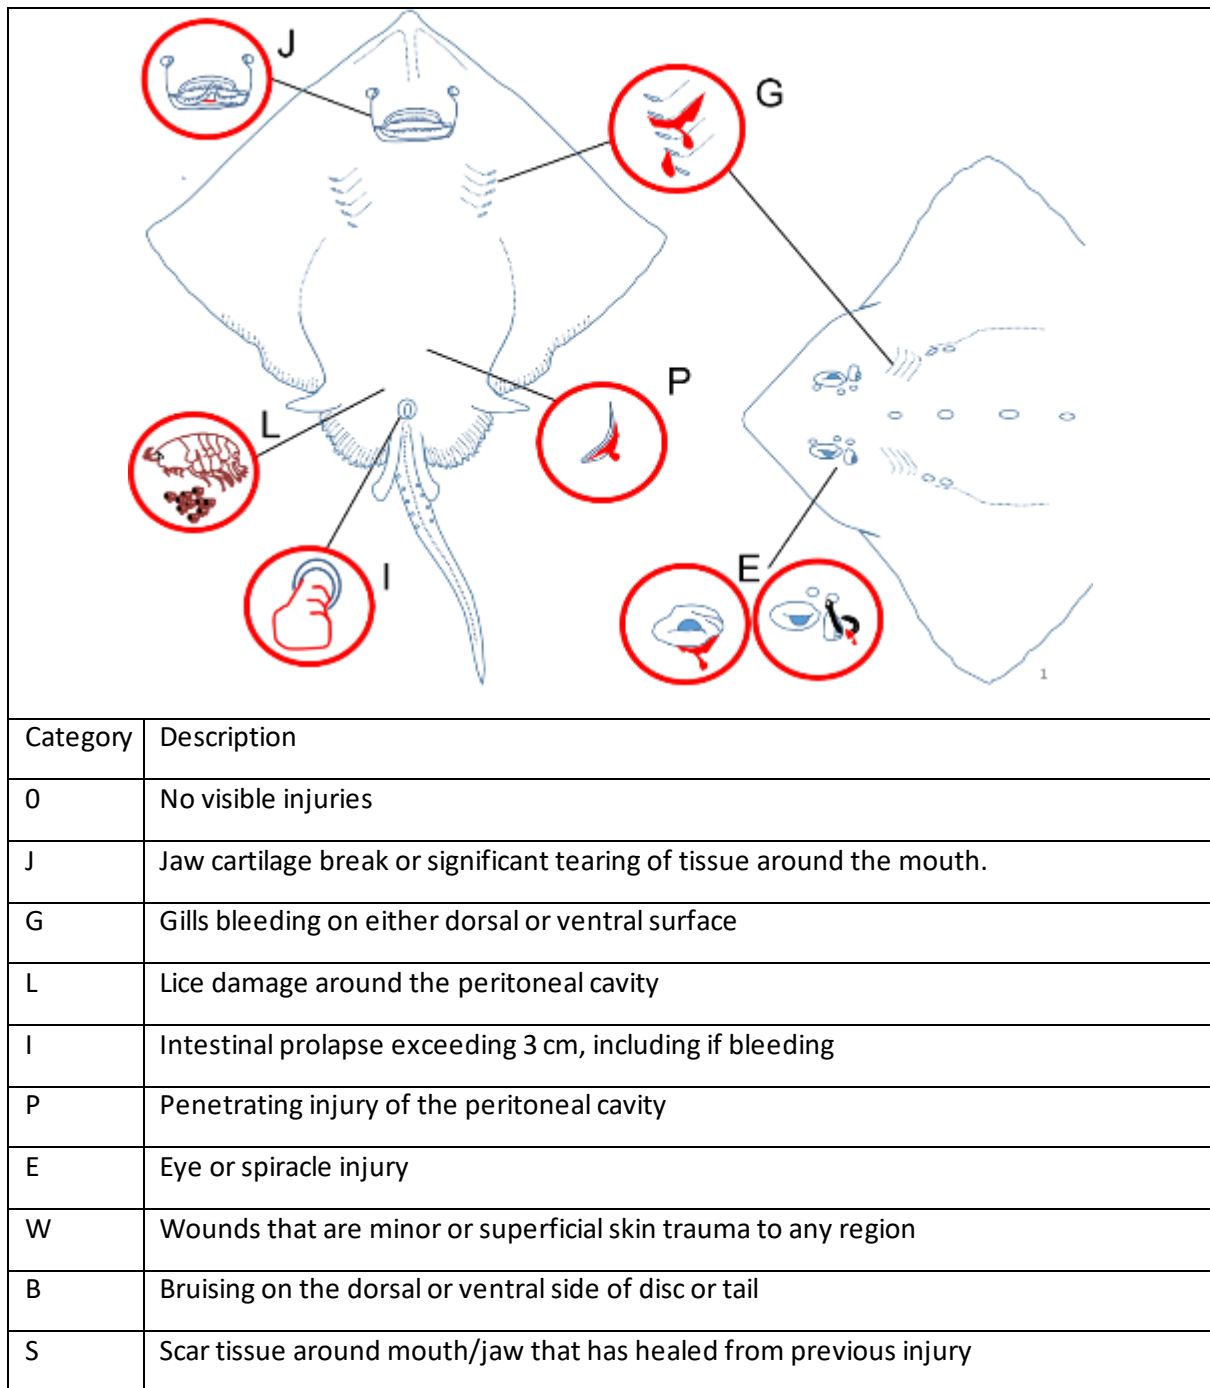 J
G
P
L
I
E
1
Category Description
0 No visible injuries
J Jaw cartilage break or significant tearing of tissue around the mouth.
G Gills bleeding on either dorsal or ventral surface
L Lice damage around the peritoneal cavity
I Intestinal prolapse exceeding 3 cm, including if bleeding
P Penetrating injury of the peritoneal cavity
E Eye or spiracle injury
W Wounds that are minor or superficial skin trauma to any region
B Bruising on the dorsal or ventral side of disc or tail
S Scar tissue around mouth/jaw that has healed from previous injury